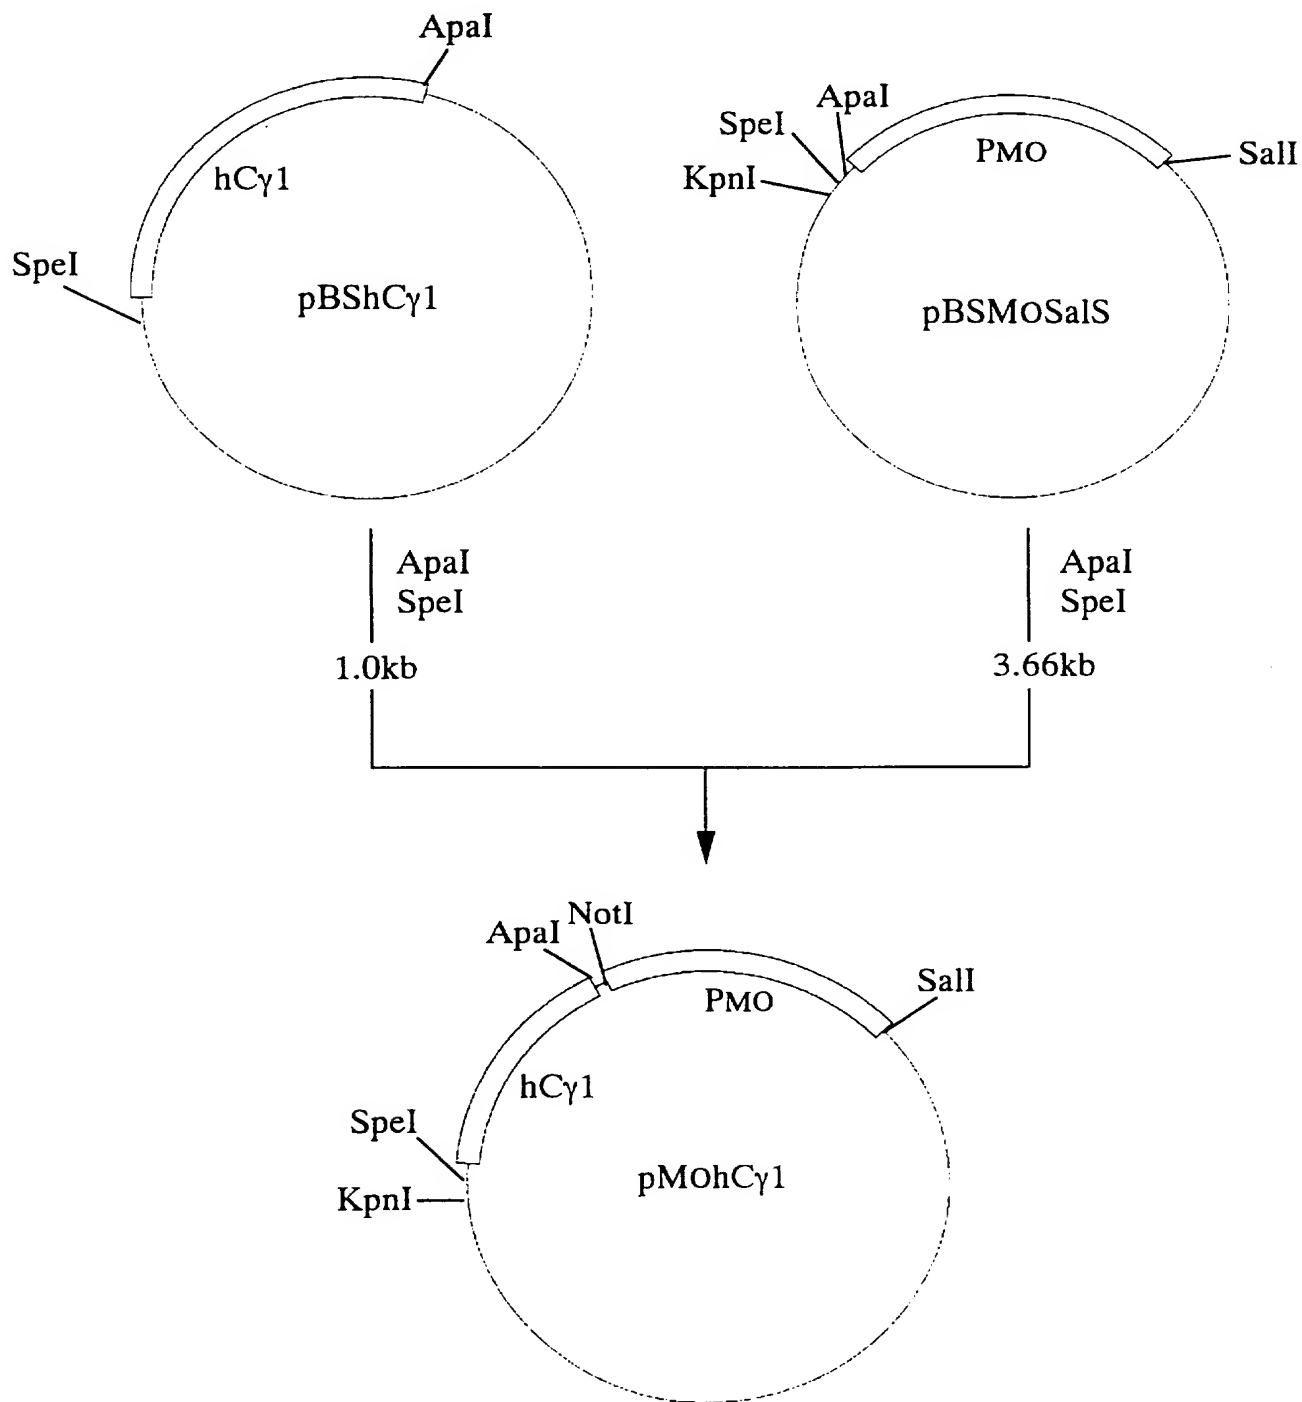 ApaI
hCγ1
SpeI
pBShCγ1
ApaI
SpeI
KpnI
PMO
SalI
pBSMOSalS
ApaI
SpeI
1.0kb
ApaI
SpeI
3.66kb
NotI
ApaI
SalI
PMO
hCγ1
SpeI
KpnI
pMOhCγ1